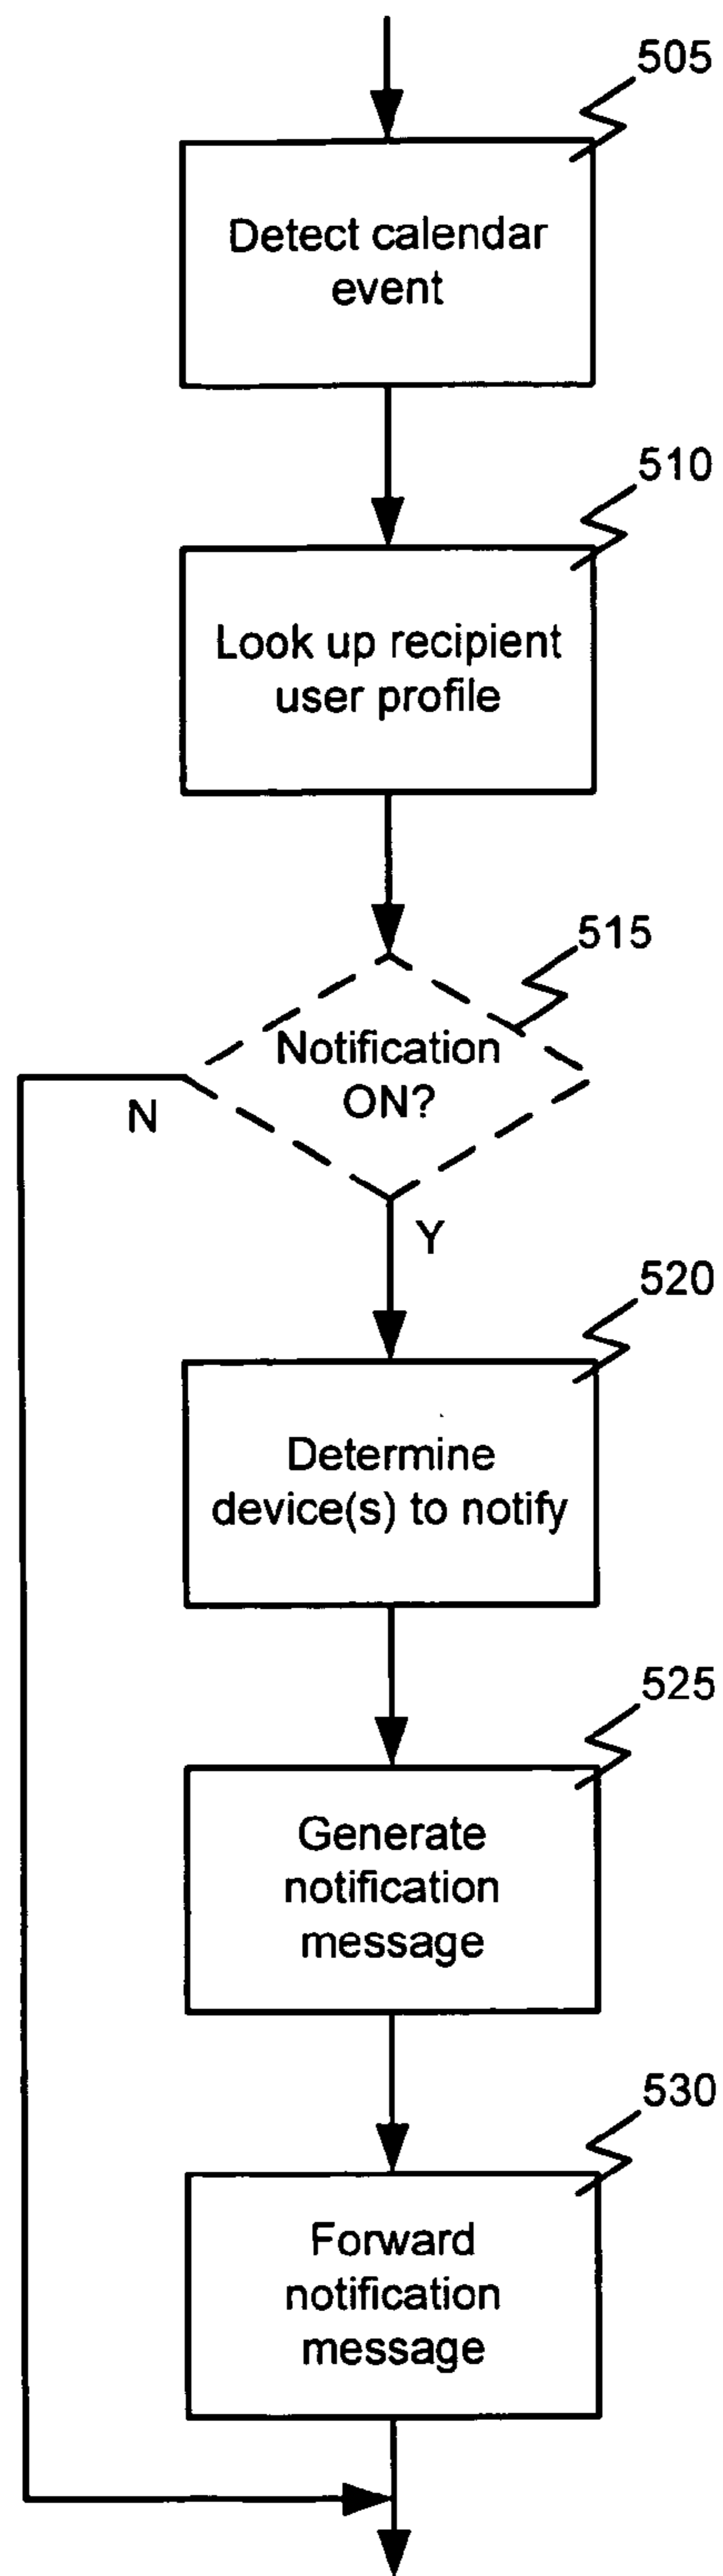 505
Detect calendar
event
510
Look up recipient
user profile
515
Notification
ON?
N
Y
520
Determine
device(s) to notify
525
Generate
notification
message
530
Forward
notification
message